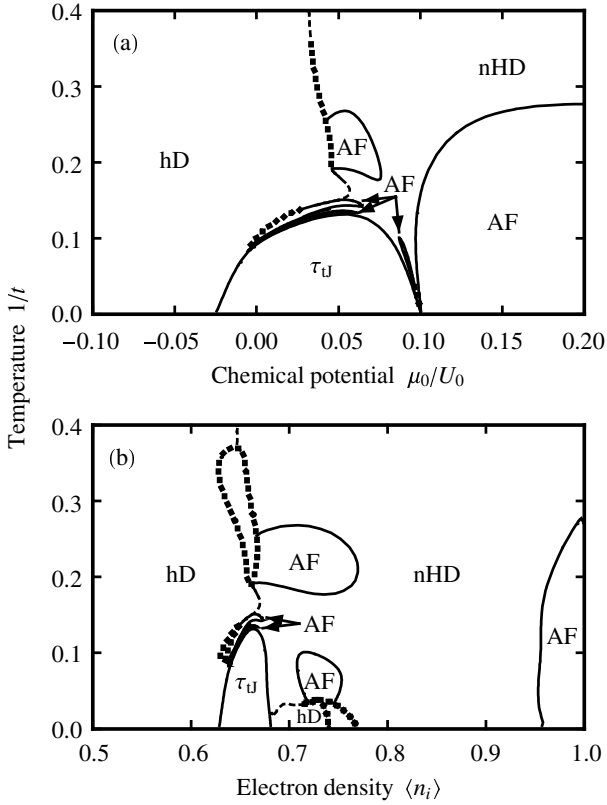 (a)
nHD
hD
AF
AF
AF
τtJ
0.4
0.3
0.2
0.1
0.0
−0.10 −0.05 0.00 0.05 0.10 0.15 0.20
Chemical potential μ0/U0
Temperature 1/t
(b)
hD
AF
nHD
AF
AF
AF
τtJ
hD
0.4
0.3
0.2
0.1
0.0
0.5 0.6 0.7 0.8 0.9 1.0
Electron density ⟨ni⟩